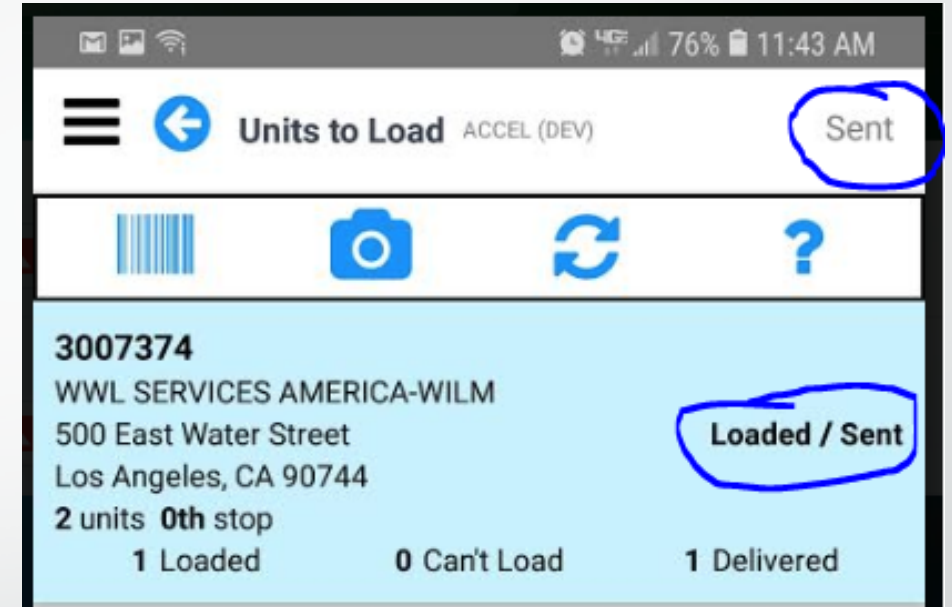 4GE 76% 11:43 AM
Units to Load ACCEL (DEV) Sent
?
3007374
WWL SERVICES AMERICA-WILM
500 East Water Street
Loaded / Sent
Los Angeles, CA 90744
2 units 0th stop
1 Loaded 0 Can't Load 1 Delivered